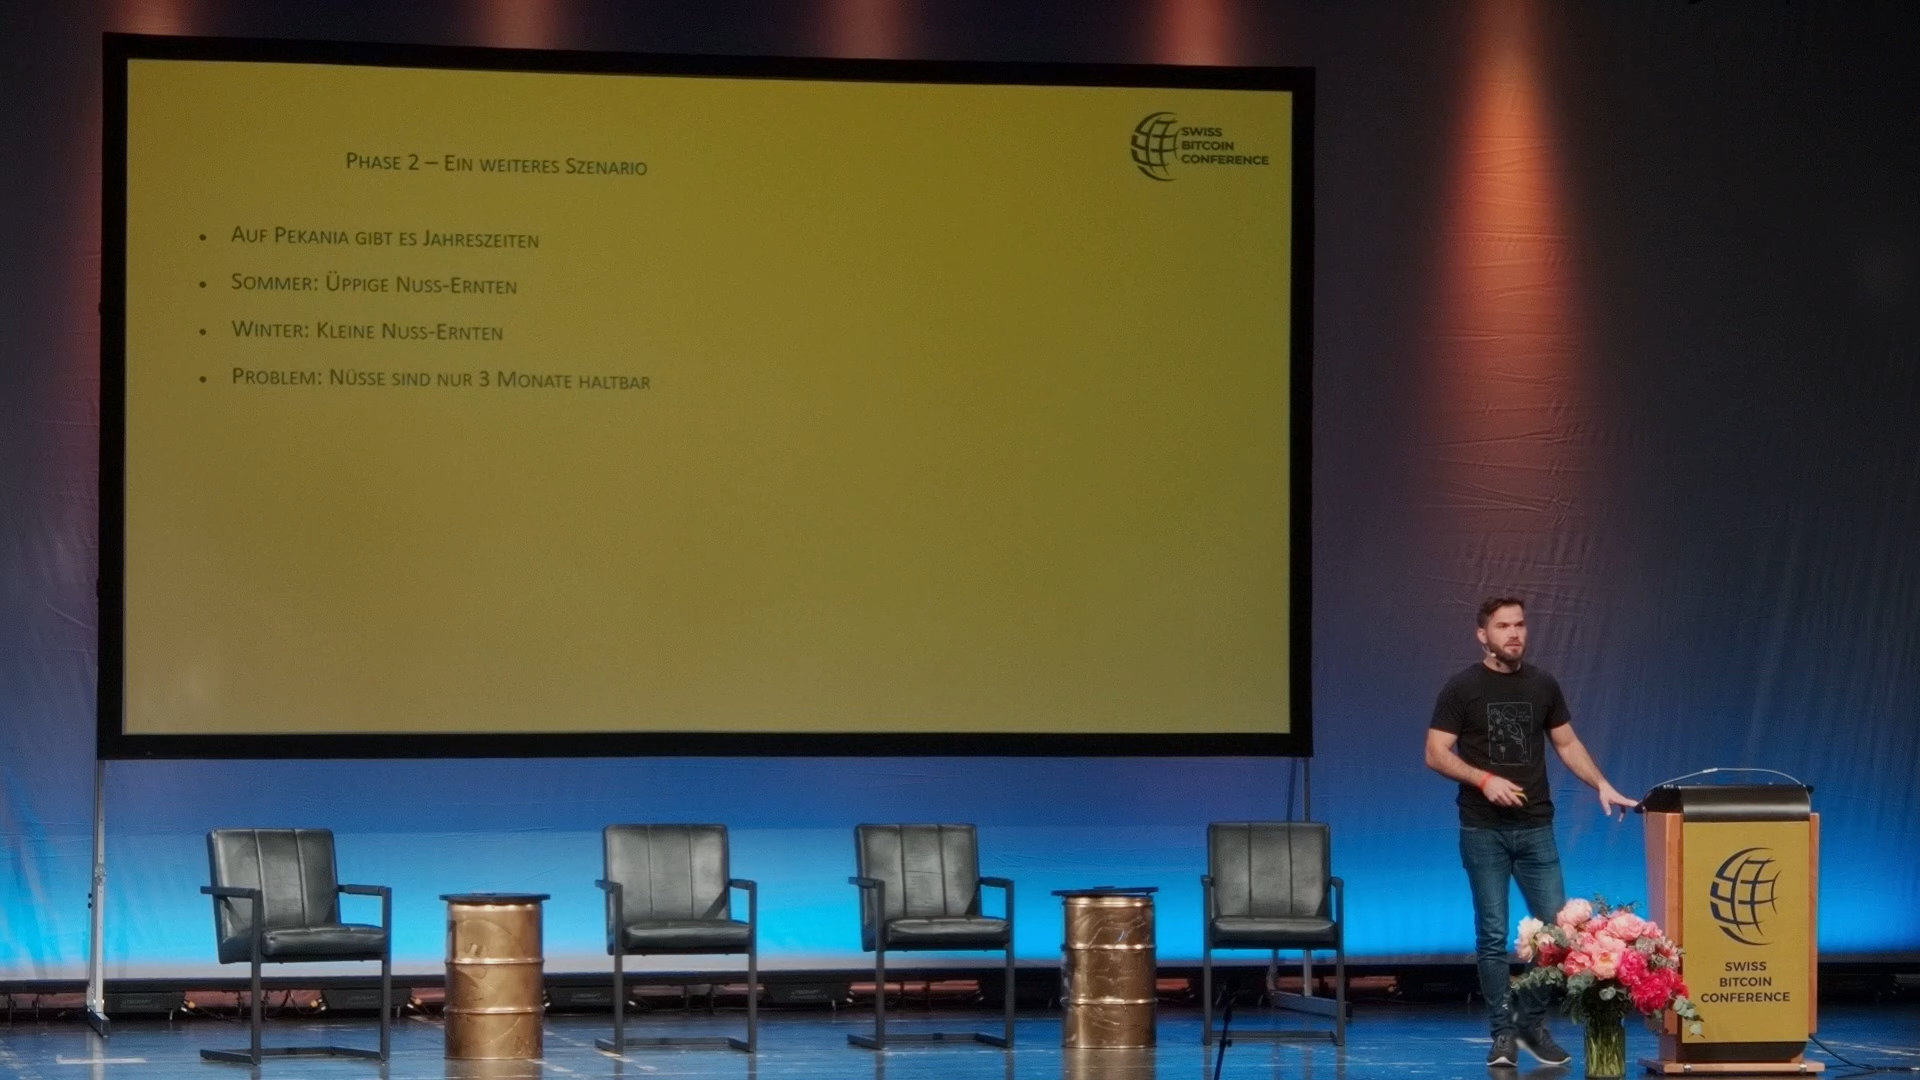 Phase 2 – Ein weiteres Szenario
SWISS
BITCOIN
CONFERENCE
• Auf Pekania gibt es Jahreszeiten
• Sommer: Üppige Nuss-Ernten
• Winter: Kleine Nuss-Ernten
• Problem: Nüsse sind nur 3 Monate haltbar
SWISS
BITCOIN
CONFERENCE